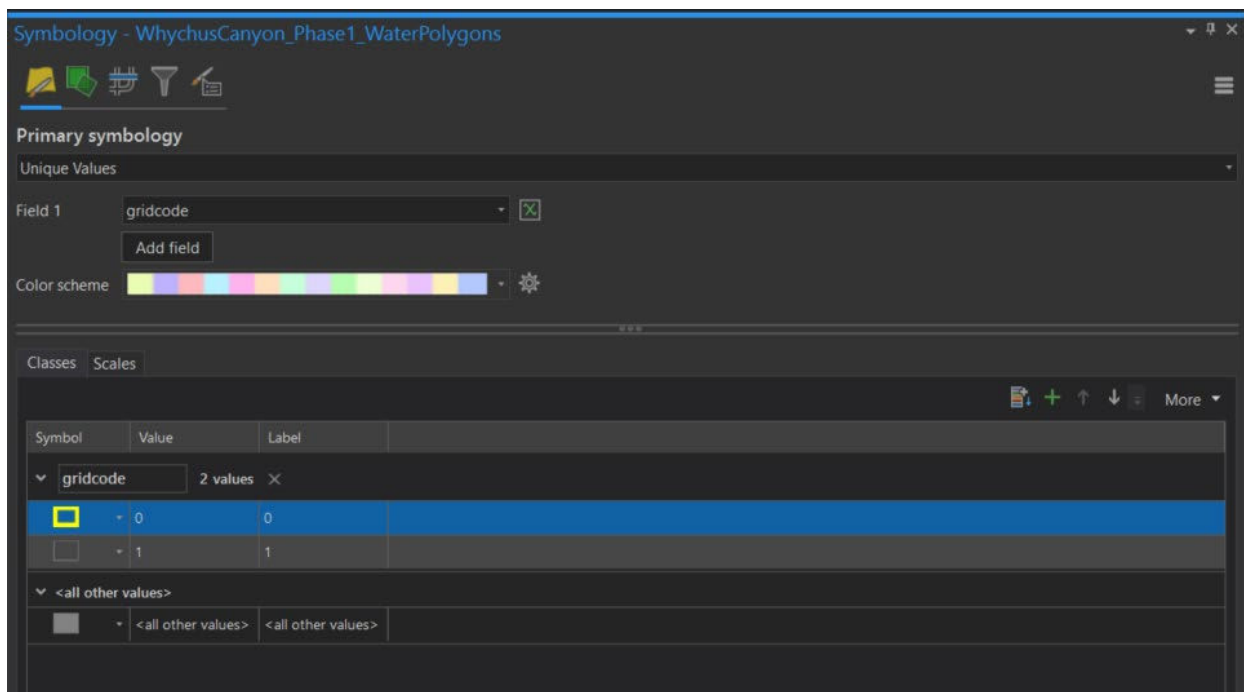 Symbology - WhychusCanyon_Phase1_WaterPolygons
Primary symbology
Unique Values
Field 1 gridcode
Add field
Color scheme
Classes Scales
More
Symbol Value Label
gridcode 2 values
0 0
1 1
<all other values>
<all other values> <all other values>